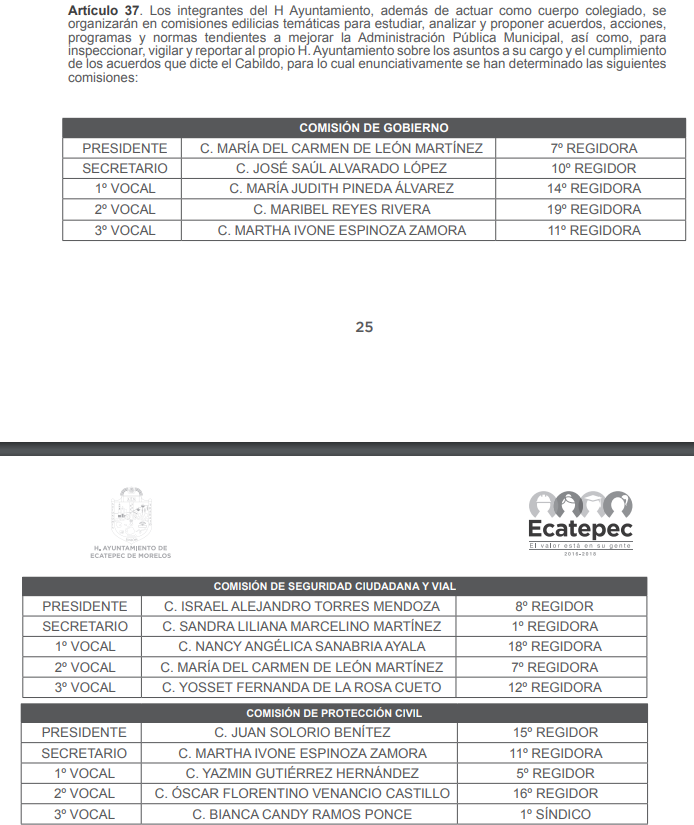 Artículo 37. Los integrantes del H Ayuntamiento, además de actuar como cuerpo colegiado, se
organizarán en comisiones edilicias temáticas para estudiar, analizar y proponer acuerdos, acciones,
programas y normas tendientes a mejorar la Administración Pública Municipal, así como, para
inspeccionar, vigilar y reportar al propio H. Ayuntamiento sobre los asuntos a su cargo y el cumplimiento
de los acuerdos que dicte el Cabildo, para lo cual enunciativamente se han determinado las siguientes
comisiones:
COMISIÓN DE GOBIERNO
PRESIDENTE C. MARÍA DEL CARMEN DE LEÓN MARTÍNEZ 7º REGIDORA
SECRETARIO C. JOSÉ SAÚL ALVARADO LÓPEZ 10º REGIDOR
1º VOCAL C. MARÍA JUDITH PINEDA ÁLVAREZ 14º REGIDORA
2º VOCAL C. MARIBEL REYES RIVERA 19º REGIDORA
3º VOCAL C. MARTHA IVONE ESPINOZA ZAMORA 11º REGIDORA
25
H. AYUNTAMIENTO DE
ECATEPEC DE MORELOS
Ecatepec
El valor está en su gente
2016-2018
COMISIÓN DE SEGURIDAD CIUDADANA Y VIAL
PRESIDENTE C. ISRAEL ALEJANDRO TORRES MENDOZA 8º REGIDOR
SECRETARIO C. SANDRA LILIANA MARCELINO MARTÍNEZ 1º REGIDORA
1º VOCAL C. NANCY ANGÉLICA SANABRIA AYALA 18º REGIDORA
2º VOCAL C. MARÍA DEL CARMEN DE LEÓN MARTÍNEZ 7º REGIDORA
3º VOCAL C. YOSSET FERNANDA DE LA ROSA CUETO 12º REGIDORA
COMISIÓN DE PROTECCIÓN CIVIL
PRESIDENTE C. JUAN SOLORIO BENÍTEZ 15º REGIDOR
SECRETARIO C. MARTHA IVONE ESPINOZA ZAMORA 11º REGIDORA
1º VOCAL C. YAZMIN GUTIÉRREZ HERNÁNDEZ 5º REGIDOR
2º VOCAL C. ÓSCAR FLORENTINO VENANCIO CASTILLO 16º REGIDOR
3º VOCAL C. BIANCA CANDY RAMOS PONCE 1º SÍNDICO